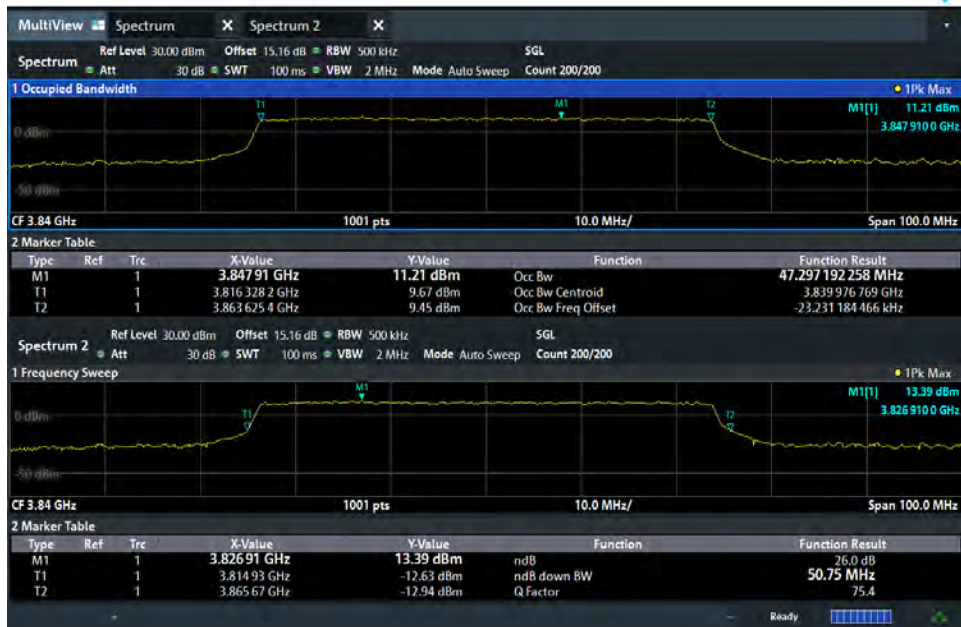 MultiView Spectrum X Spectrum 2 X
Ref Level 30.00 dBm Offset 15.16 dB RBW 500 kHz SGL
Spectrum Att 30 dB SWT 100 ms VBW 2 MHz Mode Auto Sweep Count 200/200
1 Occupied Bandwidth 1Pk Max
T1 M1 T2 M1[1] 11.21 dBm
3.847 910 0 GHz
0 dBm
-50 dBm
CF 3.84 GHz 1001 pts 10.0 MHz/ Span 100.0 MHz
2 Marker Table
Type Ref Trc X-Value Y-Value Function Function Result
M1 1 3.847 91 GHz 11.21 dBm Occ Bw 47.297 192 258 MHz
T1 1 3.816 328 2 GHz 9.67 dBm Occ Bw Centroid 3.839 976 769 GHz
T2 1 3.863 625 4 GHz 9.45 dBm Occ Bw Freq Offset -23.231 184 466 kHz
Ref Level 30.00 dBm Offset 15.16 dB RBW 500 kHz SGL
Spectrum 2 Att 30 dB SWT 100 ms VBW 2 MHz Mode Auto Sweep Count 200/200
1 Frequency Sweep 1Pk Max
M1 M1[1] 13.39 dBm
3.826 910 0 GHz
0 dBm T1 T2
-50 dBm
CF 3.84 GHz 1001 pts 10.0 MHz/ Span 100.0 MHz
2 Marker Table
Type Ref Trc X-Value Y-Value Function Function Result
M1 1 3.826 91 GHz 13.39 dBm ndB 26.0 dB
T1 1 3.814 93 GHz -12.63 dBm ndB down BW 50.75 MHz
T2 1 3.865 67 GHz -12.94 dBm Q Factor 75.4
Ready